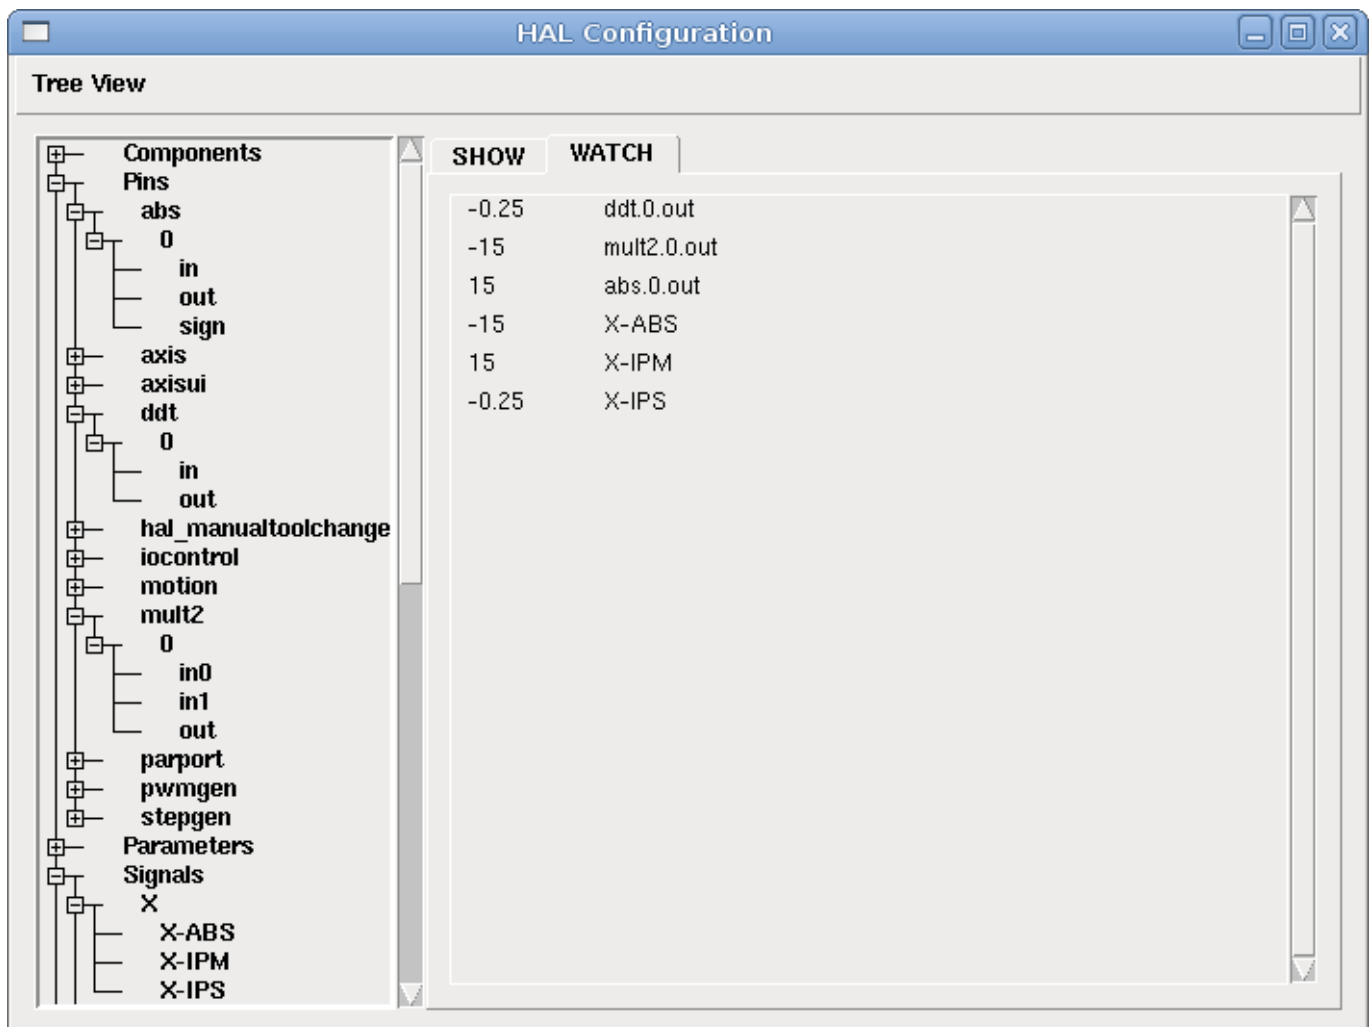 HAL Configuration
Tree View
Components
Pins
abs
0
in
out
sign
axis
axisui
ddt
0
in
out
hal_manualtoolchange
iocontrol
motion
mult2
0
in0
in1
out
parport
pwmgen
stepgen
Parameters
Signals
X
X-ABS
X-IPM
X-IPS
SHOW WATCH
-0.25 ddt.0.out
-15 mult2.0.out
15 abs.0.out
-15 X-ABS
15 X-IPM
-0.25 X-IPS